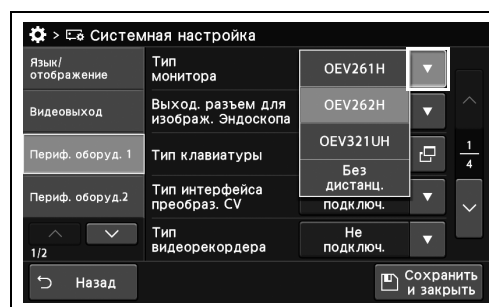 > Системная настройка
Язык/
отображение
Видеовыход
Периф. оборуд. 1
Периф. оборуд.2
1/2
Тип
монитора
Выход. разъем для
изображ. Эндоскопа
Тип клавиатуры
Тип интерфейса
преобраз. CV
Тип
видеорекордера
OEV261H
OEV262H
OEV321UH
Без
дистанц.
подключ.
Не
подключ.
1
4
Назад
Сохранить
и закрыть